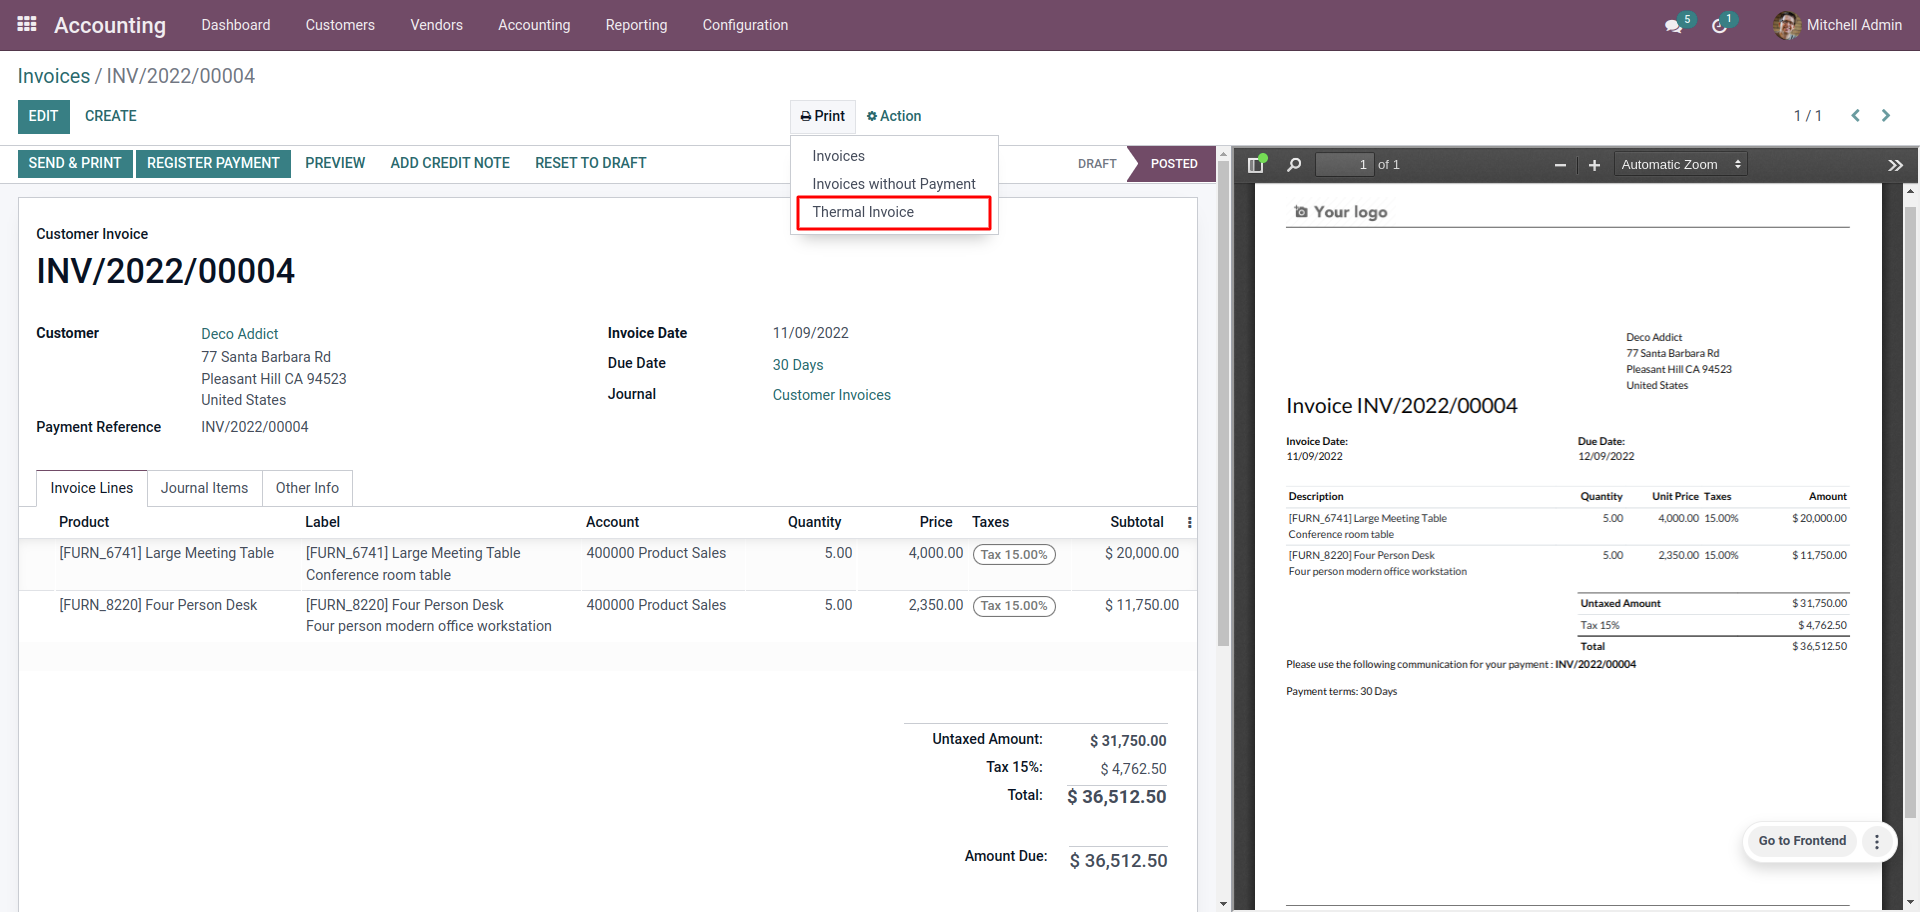 Accounting Dashboard Customers Vendors Accounting Reporting Configuration 5 1 Mitchell Admin
Invoices / INV/2022/00004
EDIT CREATE Print Action 1 / 1
Invoices
Invoices without Payment
Thermal Invoice
SEND & PRINT REGISTER PAYMENT PREVIEW ADD CREDIT NOTE RESET TO DRAFT DRAFT POSTED
Customer Invoice
INV/2022/00004
Customer Deco Addict
77 Santa Barbara Rd
Pleasant Hill CA 94523
United States
Payment Reference INV/2022/00004
Invoice Date 11/09/2022
Due Date 30 Days
Journal Customer Invoices
Invoice Lines Journal Items Other Info
Product Label Account Quantity Price Taxes Subtotal
[FURN_6741] Large Meeting Table [FURN_6741] Large Meeting Table 400000 Product Sales 5.00 4,000.00 Tax 15.00% $ 20,000.00
Conference room table
[FURN_8220] Four Person Desk [FURN_8220] Four Person Desk 400000 Product Sales 5.00 2,350.00 Tax 15.00% $ 11,750.00
Four person modern office workstation
Untaxed Amount: $ 31,750.00
Tax 15%: $ 4,762.50
Total: $ 36,512.50
Amount Due: $ 36,512.50
1 of 1 Automatic Zoom
Your logo
Deco Addict
77 Santa Barbara Rd
Pleasant Hill CA 94523
United States
Invoice INV/2022/00004
Invoice Date: Due Date:
11/09/2022 12/09/2022
Description Quantity Unit Price Taxes Amount
[FURN_6741] Large Meeting Table 5.00 4,000.00 15.00% $ 20,000.00
Conference room table
[FURN_8220] Four Person Desk 5.00 2,350.00 15.00% $ 11,750.00
Four person modern office workstation
Untaxed Amount $ 31,750.00
Tax 15% $ 4,762.50
Total $ 36,512.50
Please use the following communication for your payment : INV/2022/00004
Payment terms: 30 Days
Go to Frontend